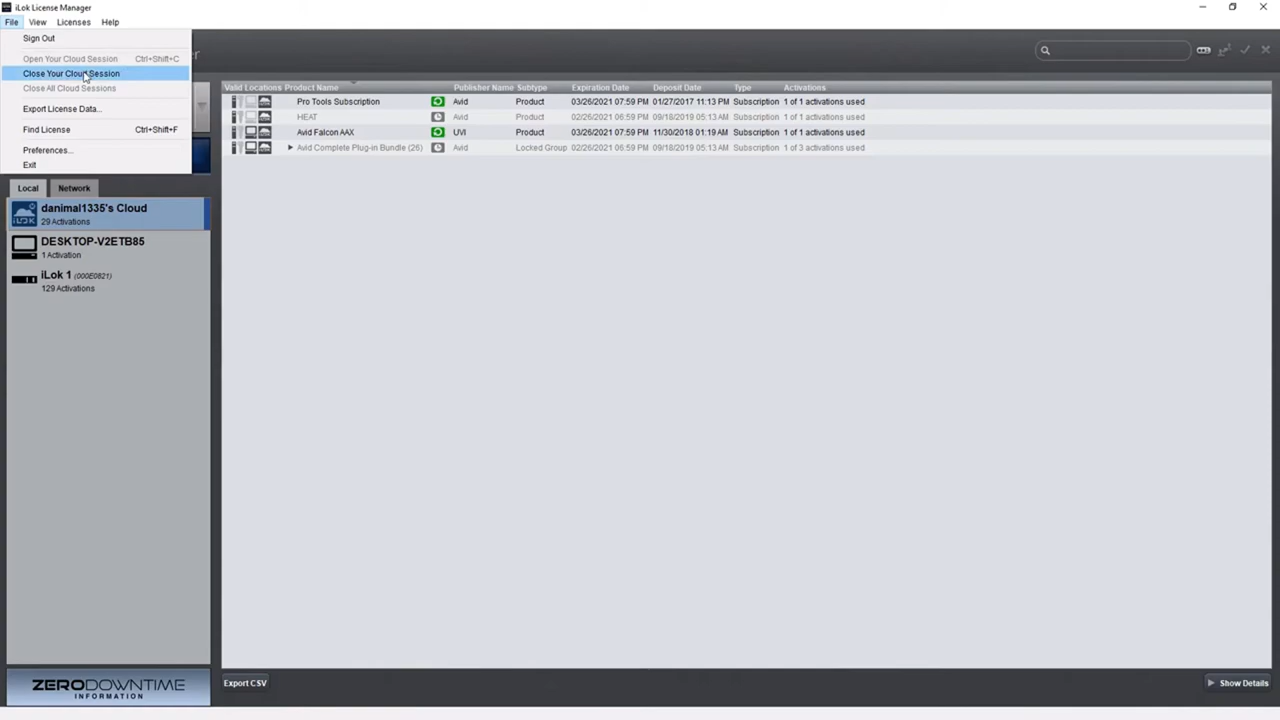 iLok License Manager
File View Licenses Help
Sign Out
Open Your Cloud Session Ctrl+Shift+C
Close Your Cloud Session
Close All Cloud Sessions
Export License Data...
Find License Ctrl+Shift+F
Preferences...
Exit
Valid Locations Product Name Publisher Name Subtype Expiration Date Deposit Date Type Activations
Pro Tools Subscription Avid Product 03/26/2021 07:59 PM 01/27/2017 11:13 PM Subscription 1 of 1 activations used
HEAT Avid Product 02/26/2021 06:59 PM 09/18/2019 05:13 AM Subscription 1 of 1 activations used
Avid Falcon AAX UVI Product 03/26/2021 07:59 PM 11/30/2018 01:19 AM Subscription 1 of 1 activations used
Avid Complete Plug-in Bundle (26) Avid Locked Group 02/26/2021 06:59 PM 09/18/2019 05:13 AM Subscription 1 of 3 activations used
Local Network
iLOK
danimal1335's Cloud
29 Activations
DESKTOP-V2ETB85
1 Activation
iLok 1 (000E0821)
129 Activations
ZERODOWNTIME
INFORMATION
Export CSV
Show Details